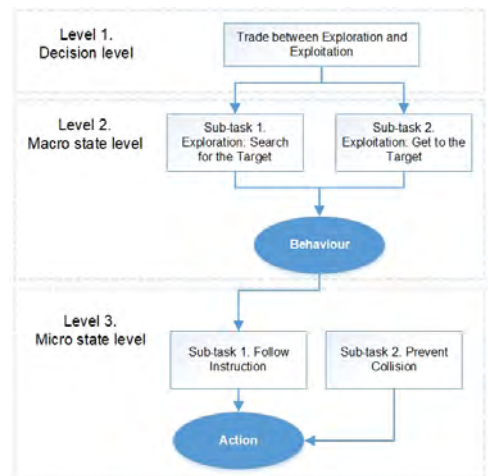 Level 1.
Decision level
Trade between Exploration and
Exploitation
Level 2.
Macro state level
Sub-task 1.
Exploration: Search
for the Target
Sub-task 2.
Exploitation: Get to the
Target
Behaviour
Level 3.
Micro state level
Sub-task 1. Follow
Instruction
Sub-task 2. Prevent
Collision
Action